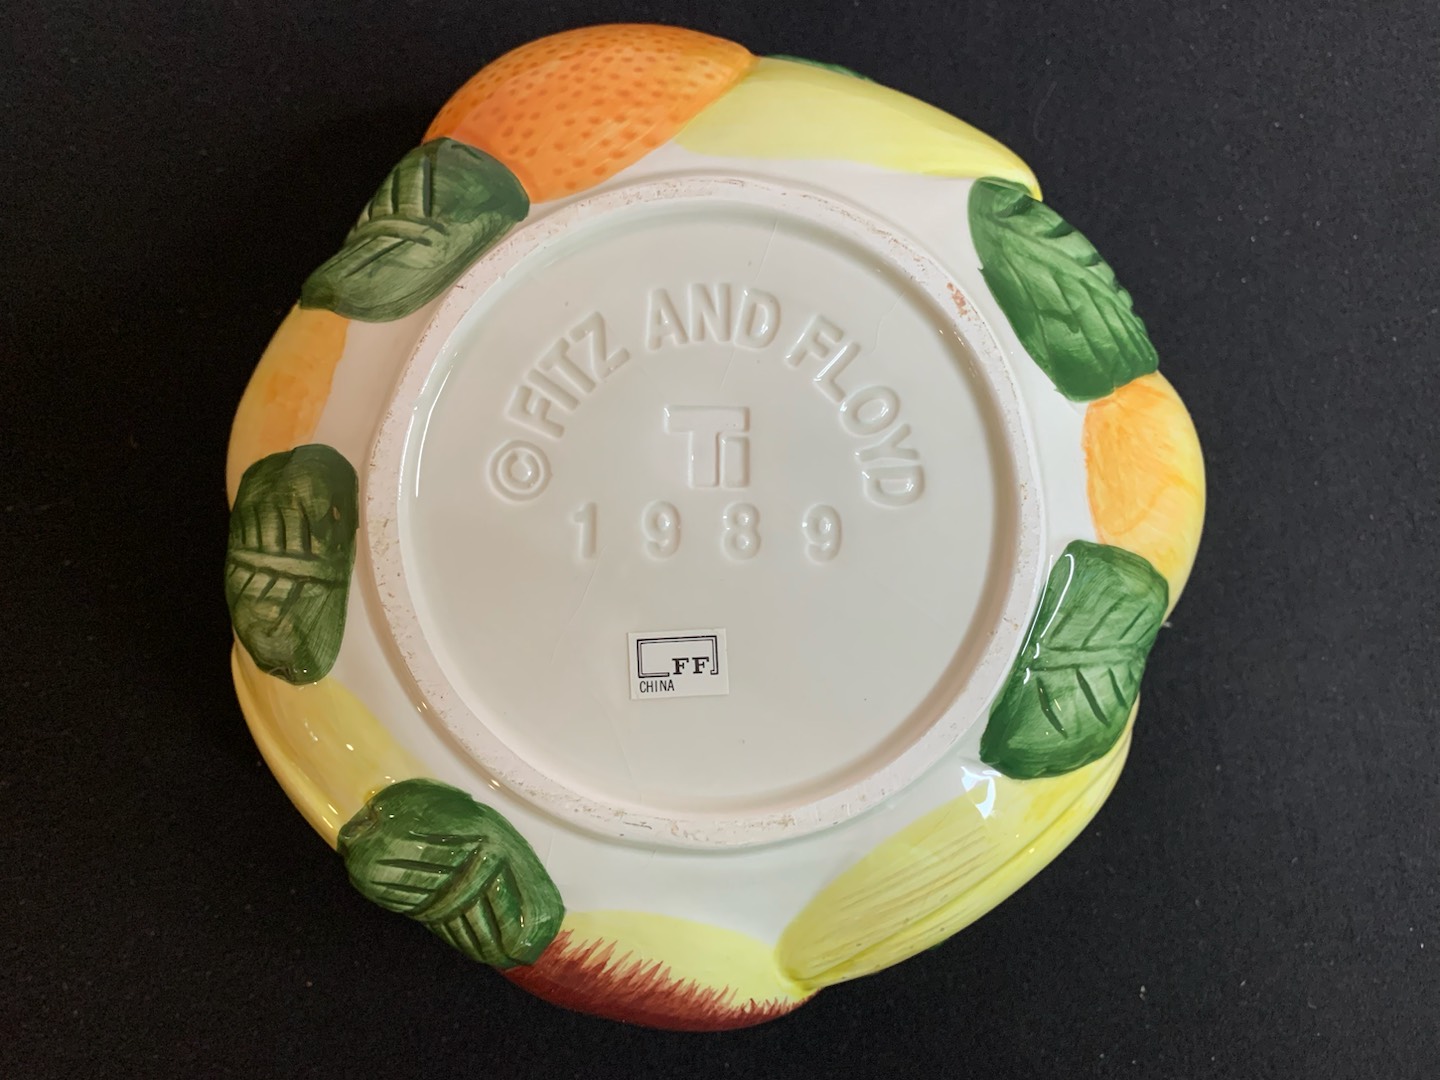 © FITZ AND FLOYD
Ti
1989
FF
CHINA